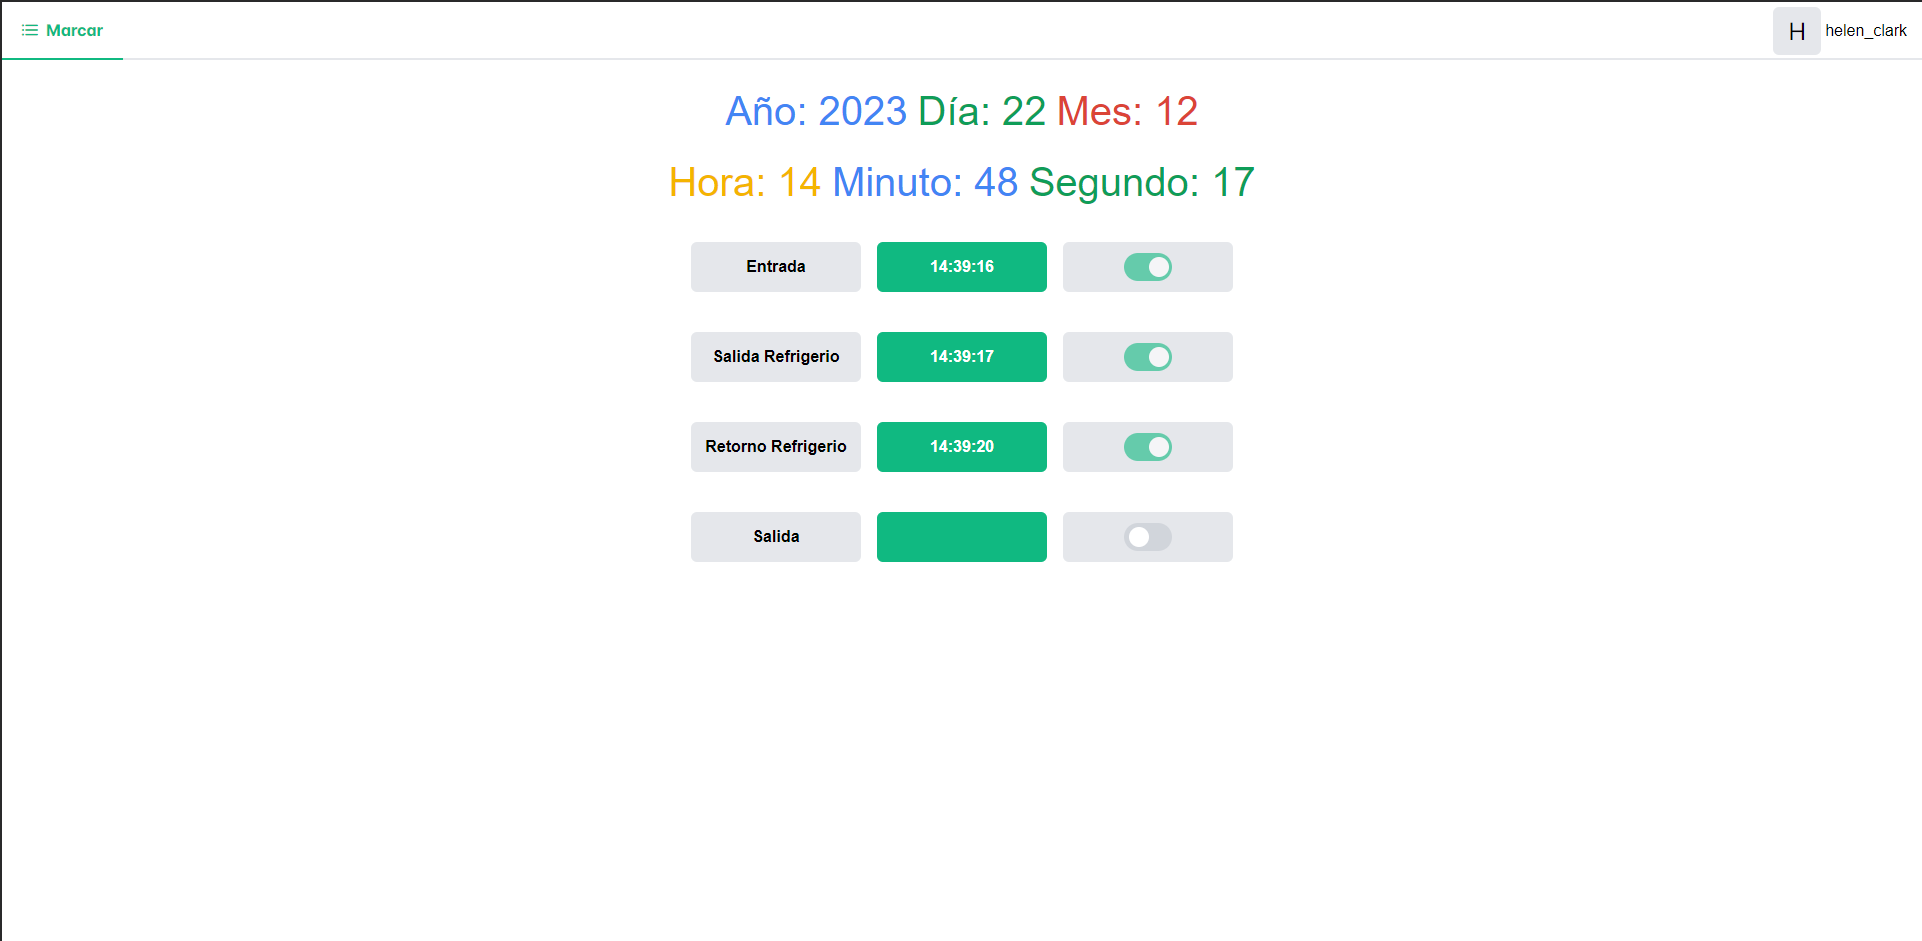 Marcar
H helen_clark
Año: 2023 Día: 22 Mes: 12
Hora: 14 Minuto: 48 Segundo: 17
Entrada 14:39:16
Salida Refrigerio 14:39:17
Retorno Refrigerio 14:39:20
Salida